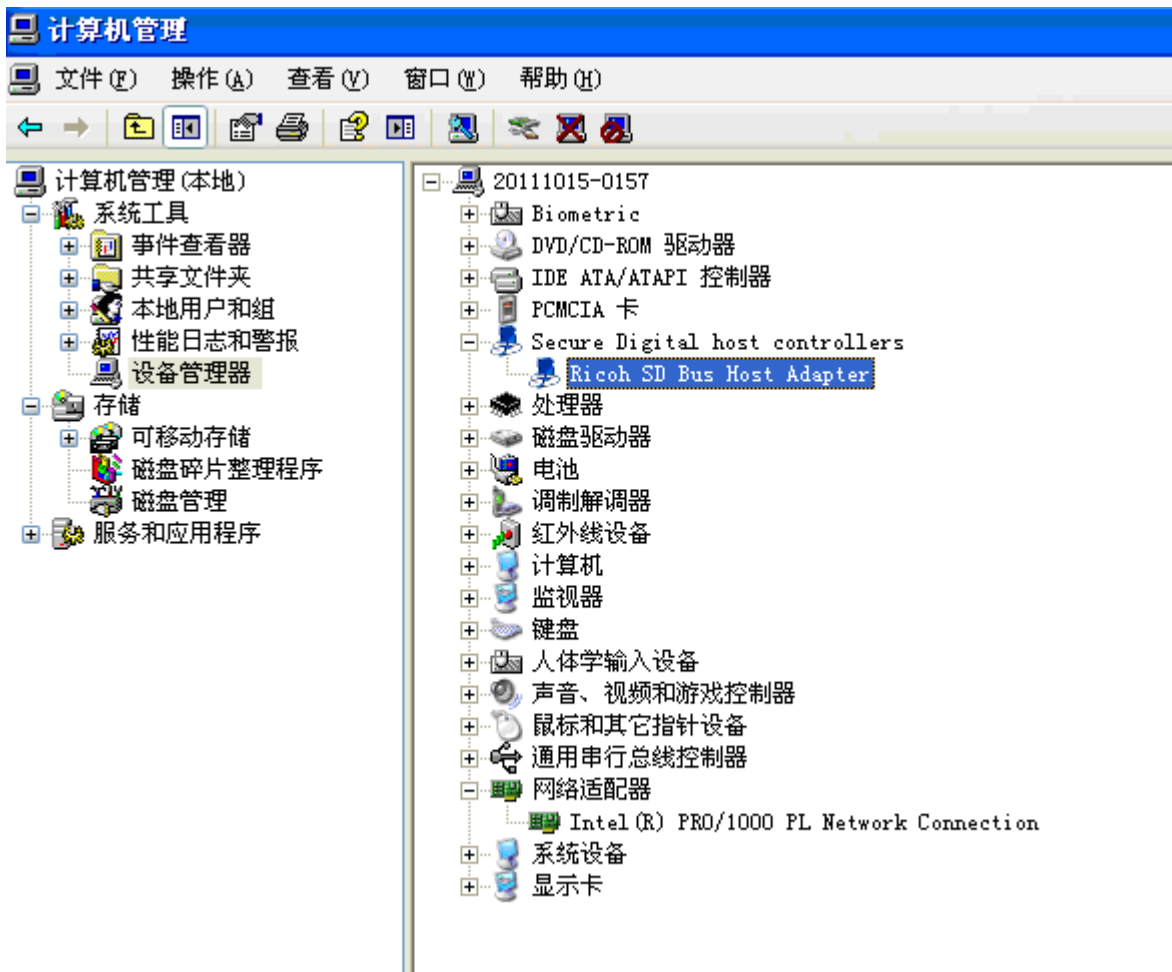 计算机管理
文件(F) 操作(A) 查看(V) 窗口(W) 帮助(H)
计算机管理(本地)
系统工具
事件查看器
共享文件夹
本地用户和组
性能日志和警报
设备管理器
存储
可移动存储
磁盘碎片整理程序
磁盘管理
服务和应用程序
20111015-0157
Biometric
DVD/CD-ROM 驱动器
IDE ATA/ATAPI 控制器
PCMCIA 卡
Secure Digital host controllers
Ricoh SD Bus Host Adapter
处理器
磁盘驱动器
电池
调制解调器
红外线设备
计算机
监视器
键盘
人体学输入设备
声音、视频和游戏控制器
鼠标和其它指针设备
通用串行总线控制器
网络适配器
Intel(R) PRO/1000 PL Network Connection
系统设备
显示卡